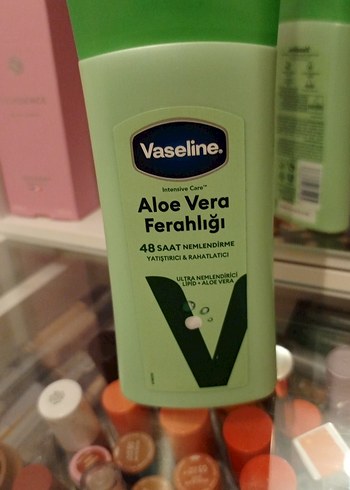 Vaseline.
Intensive Care™
Aloe Vera
Ferahlığı
48 SAAT NEMLENDİRME
YATIŞTIRICI & RAHATLATICI
ULTRA NEMLENDİRİCİ
LİPİD + ALOE VERA